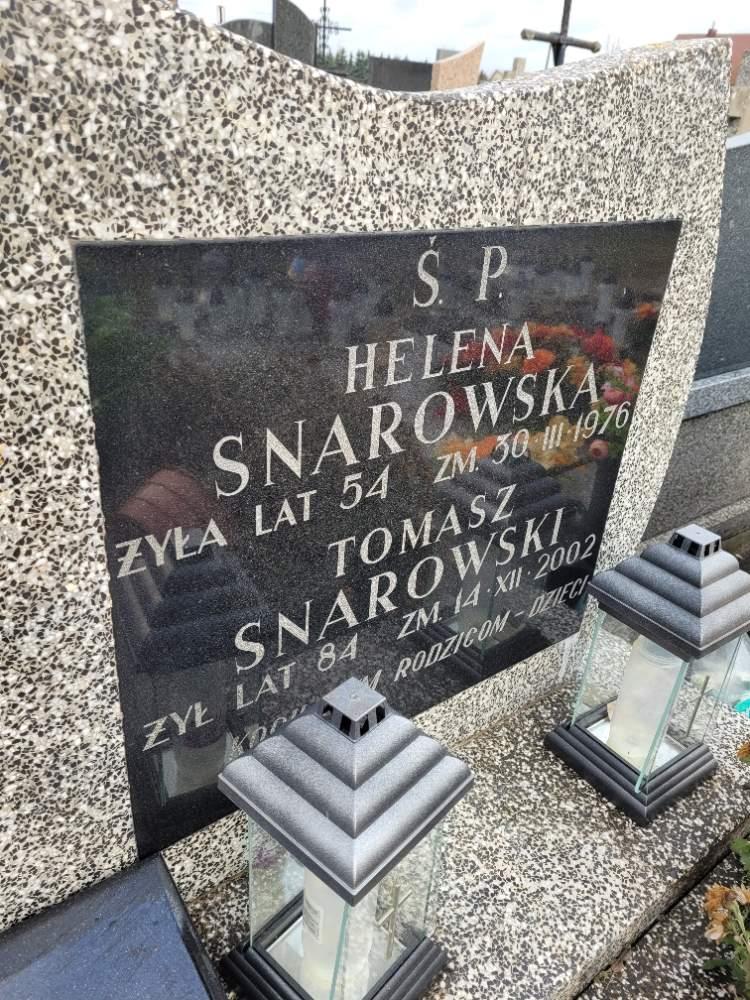 Ś. P.
HELENA
SNAROWSKA
ŻYŁA LAT 54 ZM. 30·III·1976
TOMASZ
SNAROWSKI
ŻYŁ LAT 84 ZM. 14·XII·2002
RODZICOM - DZIECI